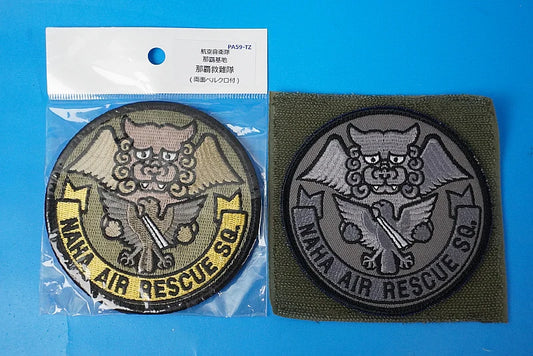 PA59-TZ
航空自衛隊
那覇基地
那覇救難隊
(両面ベルクロ付)
NAHA AIR RESCUE SQ.
NAHA AIR RESCUE SQ.